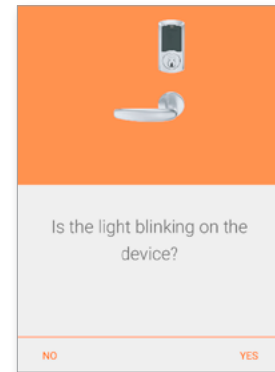 Is the light blinking on the
device?
NO YES